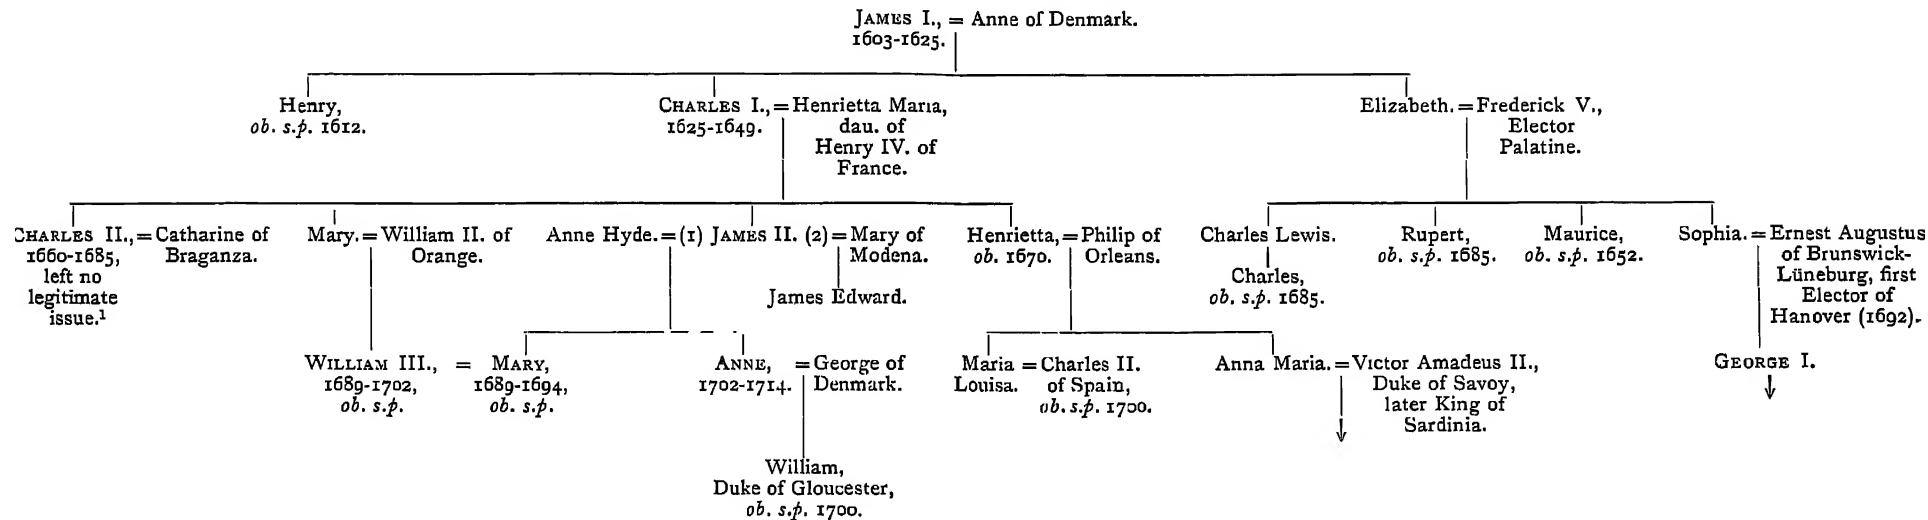 JAMES I., = Anne of Denmark.
1603-1625.
Henry,
ob. s.p. 1612.
CHARLES I., = Henrietta Maria,
1625-1649.
dau. of
Henry IV. of
France.
Elizabeth. = Frederick V.,
Elector
Palatine.
CHARLES II., = Catharine of
1660-1685,
Braganza.
left no
legitimate
issue.¹
Mary. = William II. of
Orange.
Anne Hyde. = (1) JAMES II. (2) = Mary of
Modena.
James Edward.
Henrietta, = Philip of
ob. 1670.
Orleans.
Charles Lewis.
Charles,
ob. s.p. 1685.
Rupert,
ob. s.p. 1685.
Maurice,
ob. s.p. 1652.
Sophia. = Ernest Augustus
of Brunswick-
Lüneburg, first
Elector of
Hanover (1692).
WILLIAM III., = MARY,
1689-1702,
1689-1694,
ob. s.p.
ob. s.p.
ANNE, = George of
1702-1714.
Denmark.
Maria = Charles II.
Louisa.
of Spain,
ob. s.p. 1700.
Anna Maria. = Victor Amadeus II.,
Duke of Savoy,
later King of
Sardinia.
GEORGE I.
William,
Duke of Gloucester,
ob. s.p. 1700.